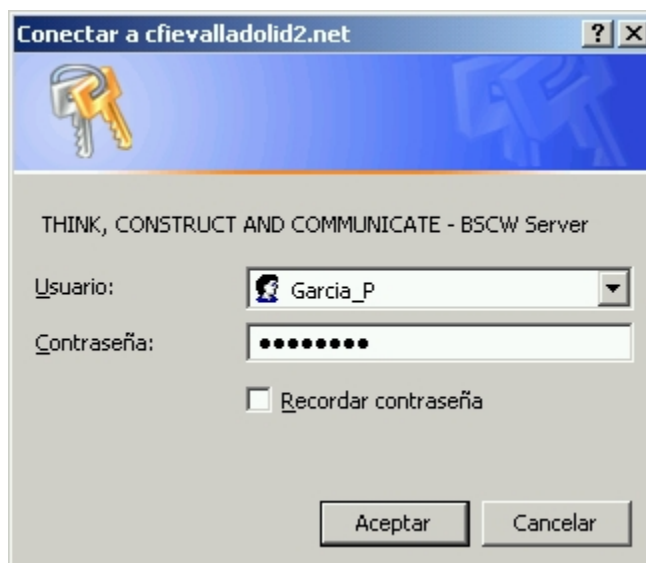 Conectar a cfievalladolid2.net
THINK, CONSTRUCT AND COMMUNICATE - BSCW Server
Usuario: Garcia_P
Contraseña: ●●●●●●●●
Recordar contraseña
Aceptar Cancelar